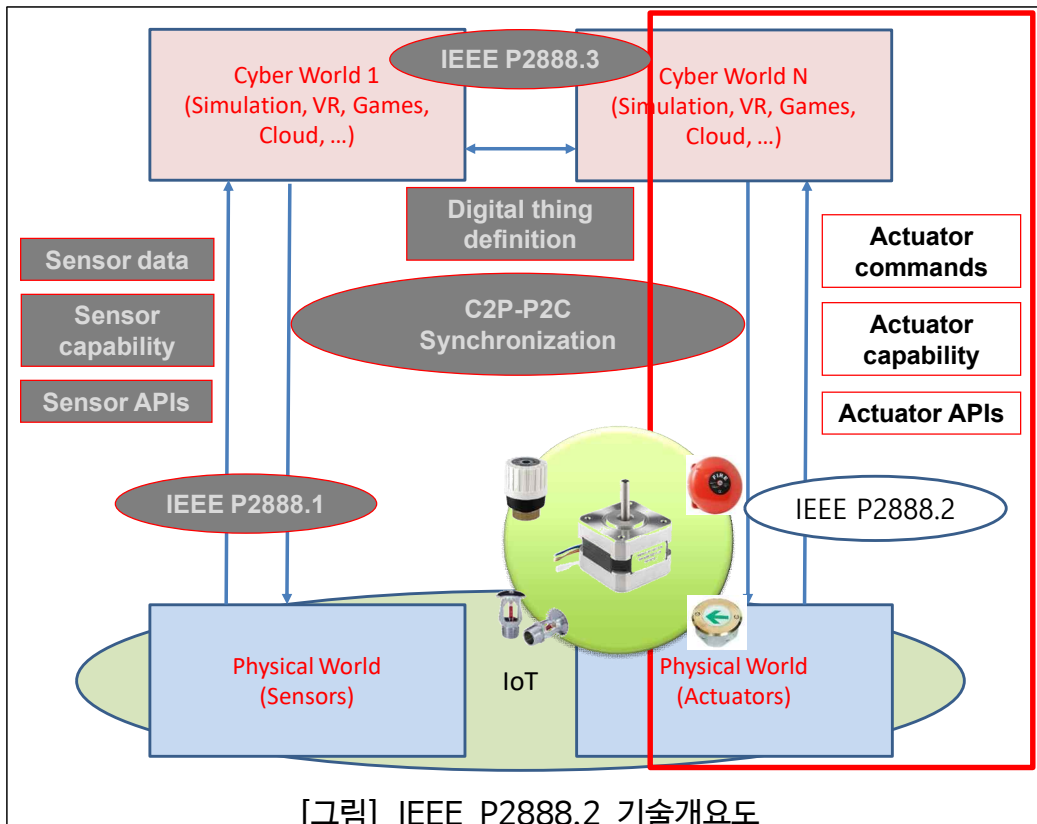 IEEE P2888.3
Cyber World 1
(Simulation, VR, Games,
Cloud, ...)
Cyber World N
(Simulation, VR, Games,
Cloud, ...)
Digital thing
definition
Sensor data
Sensor
capability
Sensor APIs
C2P-P2C
Synchronization
Actuator
commands
Actuator
capability
Actuator APIs
IEEE P2888.1
FIRE
IEEE P2888.2
Physical World
(Sensors)
IoT
Physical World
(Actuators)
[그림] IEEE P2888.2 기술개요도